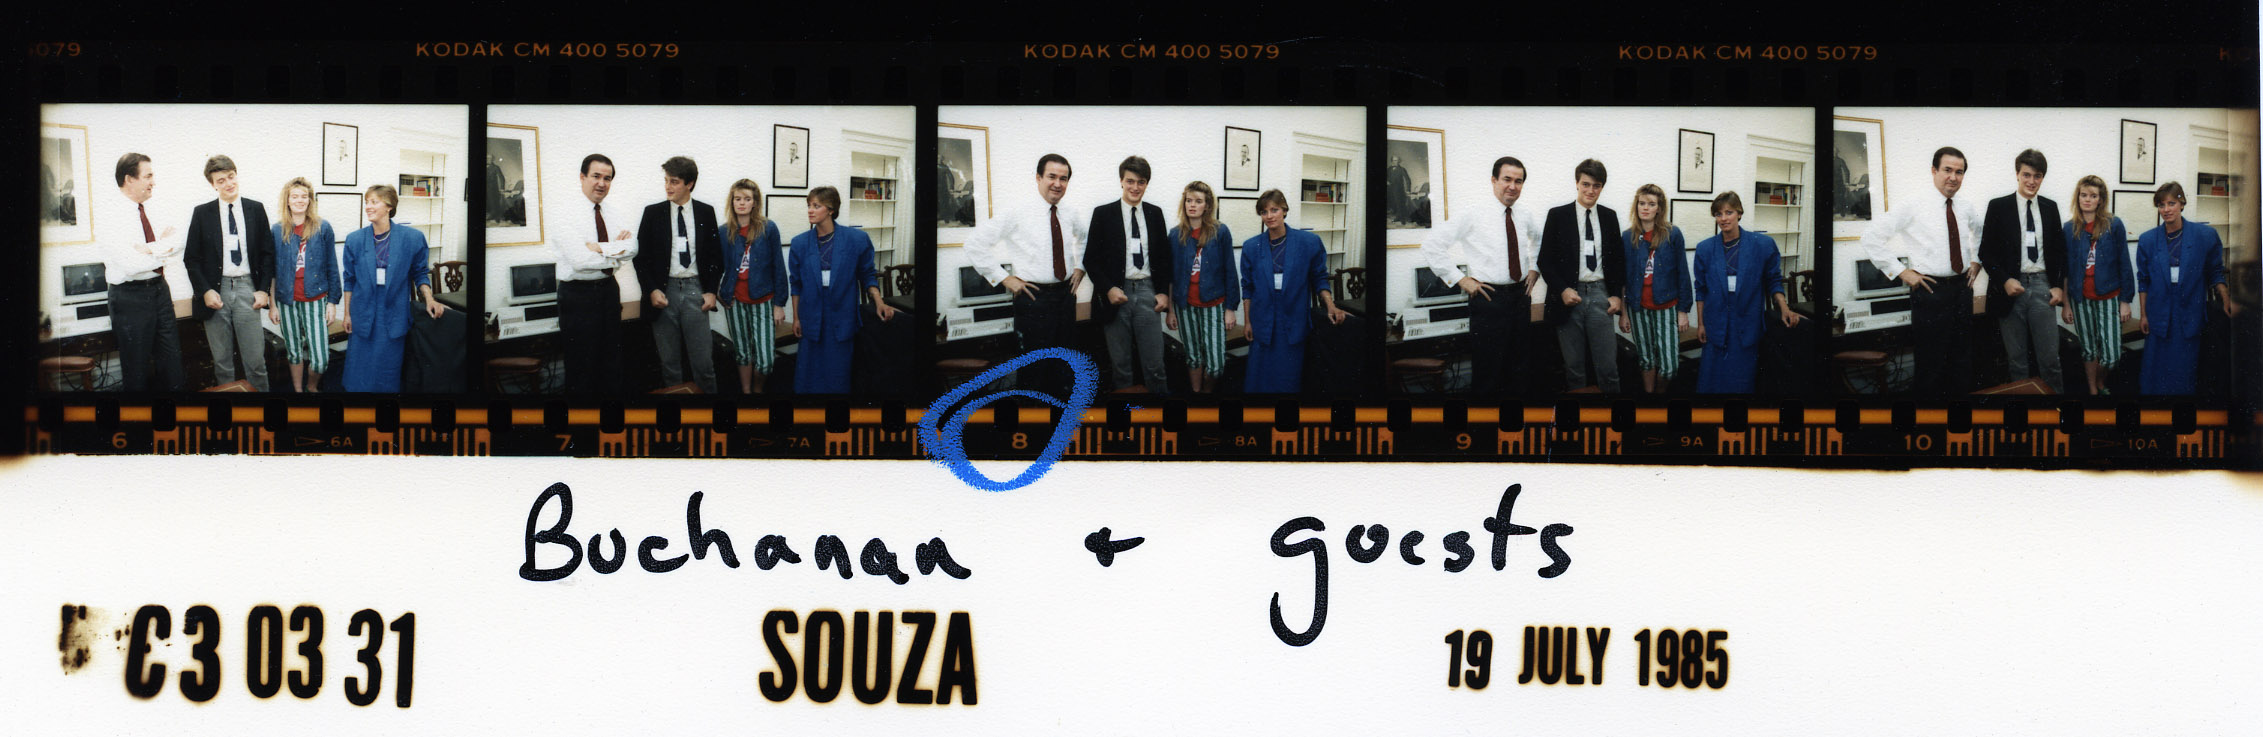 5079 KODAK CM 400 5079 KODAK CM 400 5079 KODAK CM 400 5079
6 6A 7 7A 8 8A 9 9A 10 10A
Buchanan + guests
C3 03 31 SOUZA 19 JULY 1985